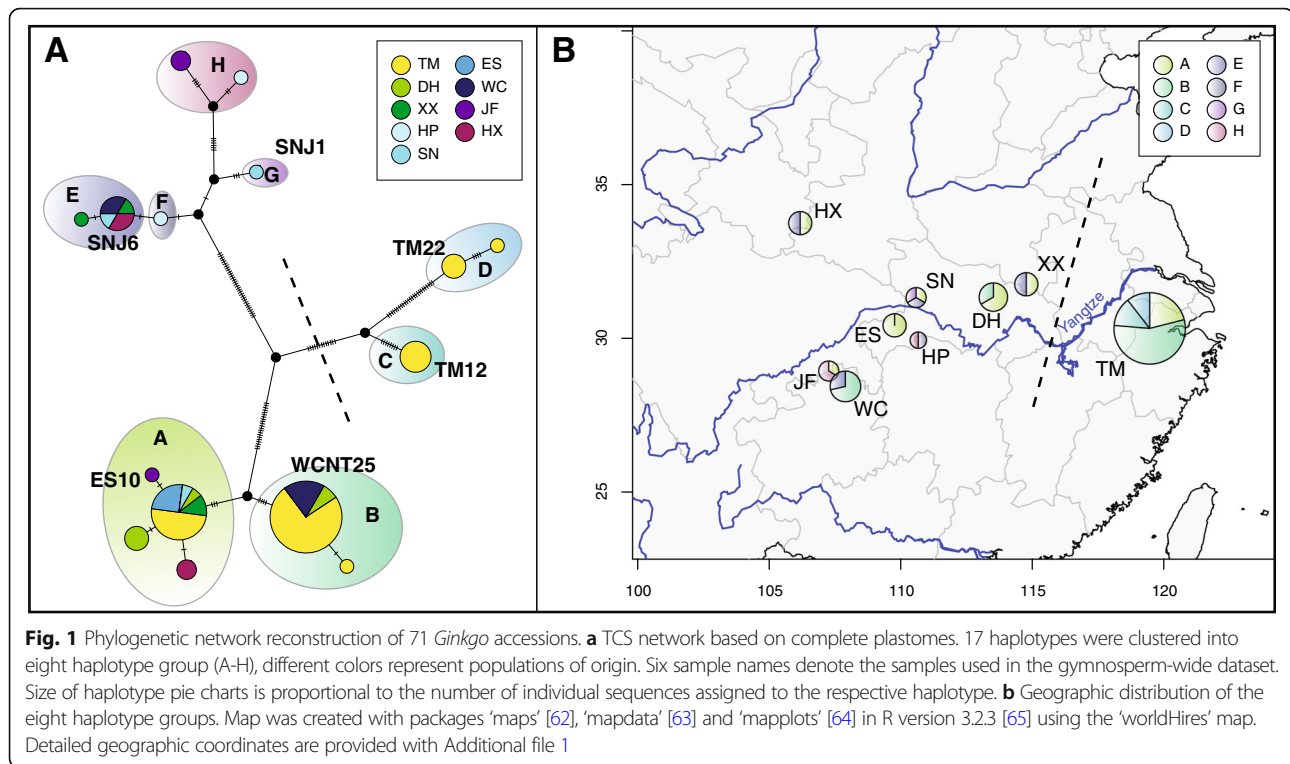 A
H
SNJ1
G
E
F
SNJ6
TM22
D
C
TM12
A
ES10
WCNT25
B
TM
DH
XX
HP
SN
ES
WC
JF
HX
B
A
B
C
D
E
F
G
H
HX
SN
XX
DH
ES
HP
JF
WC
Yangtze
TM
35
30
25
100
105
110
115
120
Fig. 1 Phylogenetic network reconstruction of 71 Ginkgo accessions. a TCS network based on complete plastomes. 17 haplotypes were clustered into
eight haplotype group (A-H), different colors represent populations of origin. Six sample names denote the samples used in the gymnosperm-wide dataset.
Size of haplotype pie charts is proportional to the number of individual sequences assigned to the respective haplotype. b Geographic distribution of the
eight haplotype groups. Map was created with packages ‘maps’ [62], ‘mapdata’ [63] and ‘mapplots’ [64] in R version 3.2.3 [65] using the ‘worldHires’ map.
Detailed geographic coordinates are provided with Additional file 1